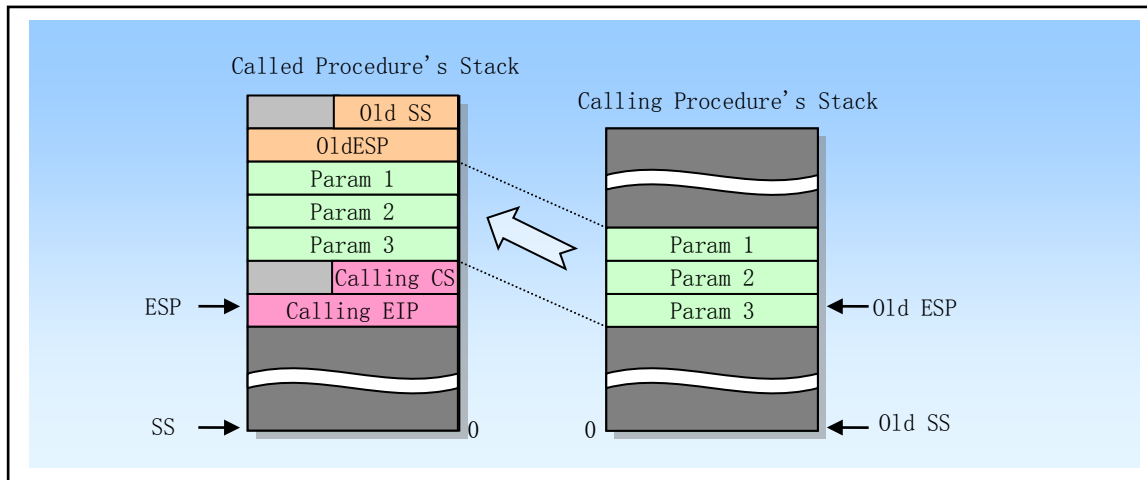 Called Procedure's Stack
Old SS
OldESP
Param 1
Param 2
Param 3
Calling CS
Calling EIP
ESP
SS
0
Calling Procedure's Stack
Param 1
Param 2
Param 3
Old ESP
Old SS
0